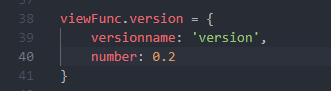 38 viewFunc.version = {
39     versionname: 'version',
40     number: 0.2
41 }